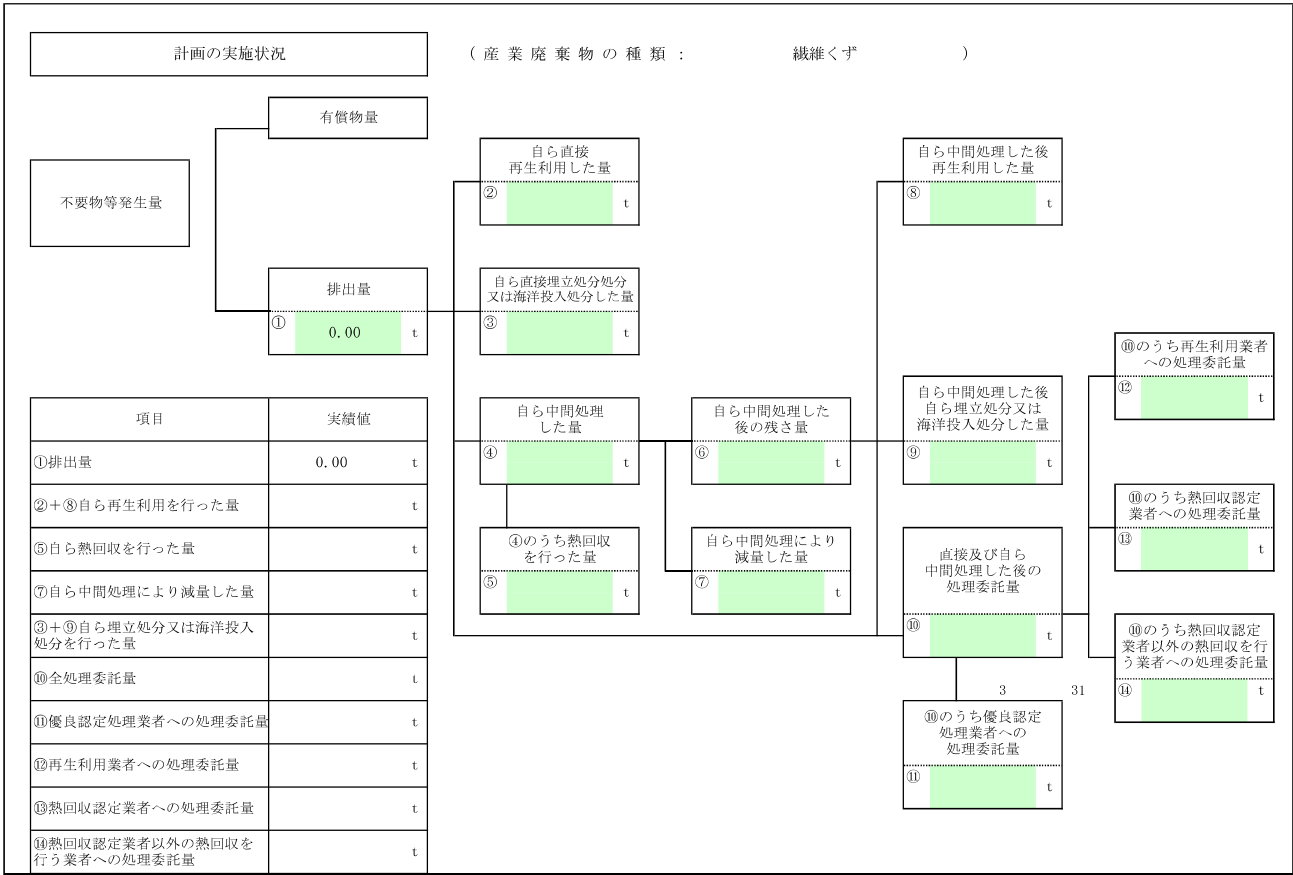 計画の実施状況 (産業廃棄物の種類: 繊維くず )
有償物量
不要物等発生量
排出量
① 0.00 t
自ら直接
再生利用した量
② t
自ら直接埋立処分処分
又は海洋投入処分した量
③ t
自ら中間処理
した量
④ t
④のうち熱回収
を行った量
⑤ t
自ら中間処理した
後の残さ量
⑥ t
自ら中間処理により
減量した量
⑦ t
自ら中間処理した後
再生利用した量
⑧ t
自ら中間処理した後
自ら埋立処分又は
海洋投入処分した量
⑨ t
直接及び自ら
中間処理した後の
処理委託量
⑩ t
3 31
⑩のうち優良認定
処理業者への
処理委託量
⑪ t
⑩のうち再生利用業者
への処理委託量
⑫ t
⑩のうち熱回収認定
業者への処理委託量
⑬ t
⑩のうち熱回収認定
業者以外の熱回収を行
う業者への処理委託量
⑭ t
項目 実績値
①排出量 0.00 t
②+⑧自ら再生利用を行った量 t
⑤自ら熱回収を行った量 t
⑦自ら中間処理により減量した量 t
③+⑨自ら埋立処分又は海洋投入
処分を行った量 t
⑩全処理委託量 t
⑪優良認定処理業者への処理委託量 t
⑫再生利用業者への処理委託量 t
⑬熱回収認定業者への処理委託量 t
⑭熱回収認定業者以外の熱回収を
行う業者への処理委託量 t